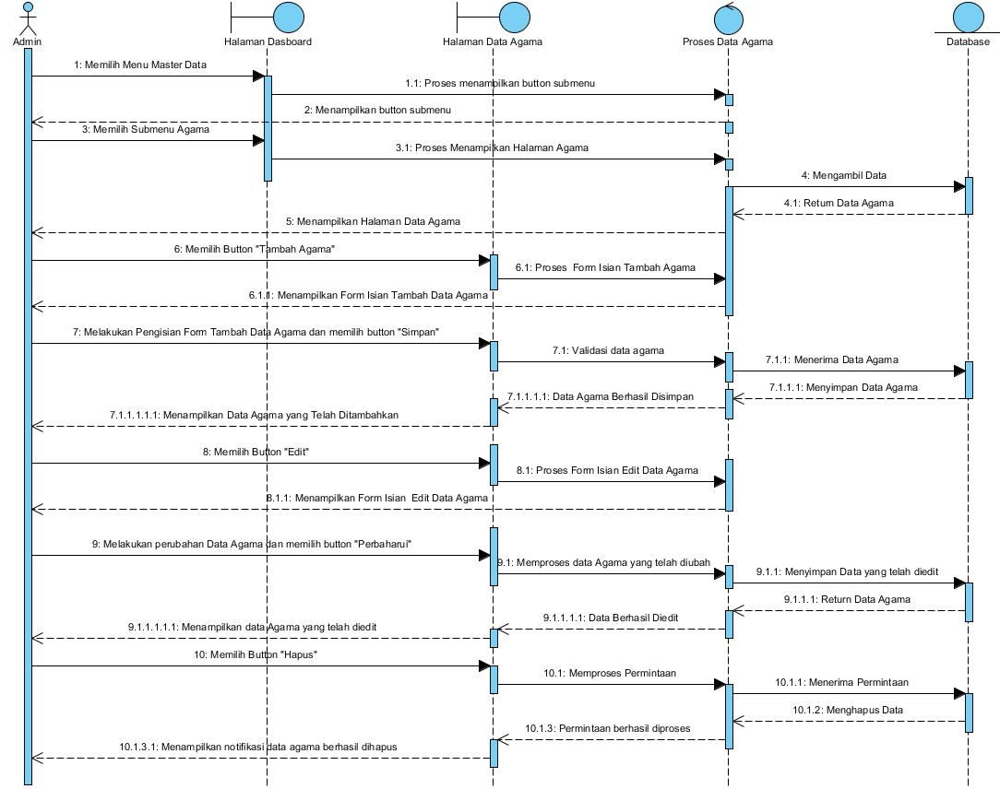 Admin
Halaman Dasboard
Halaman Data Agama
Proses Data Agama
Database
1: Memilih Menu Master Data
1.1: Proses menampilkan button submenu
2: Menampilkan button submenu
3: Memilih Submenu Agama
3.1: Proses Menampilkan Halaman Agama
4: Mengambil Data
4.1: Return Data Agama
5: Menampilkan Halaman Data Agama
6: Memilih Button "Tambah Agama"
6.1: Proses  Form Isian Tambah Agama
6.1.1: Menampilkan Form Isian Tambah Data Agama
7: Melakukan Pengisian Form Tambah Data Agama dan memilih button "Simpan"
7.1: Validasi data agama
7.1.1: Menerima Data Agama
7.1.1.1: Menyimpan Data Agama
7.1.1.1.1: Data Agama Berhasil Disimpan
7.1.1.1.1.1: Menampilkan Data Agama yang Telah Ditambahkan
8: Memilih Button "Edit"
8.1: Proses Form Isian Edit Data Agama
8.1.1: Menampilkan Form Isian  Edit Data Agama
9: Melakukan perubahan Data Agama dan memilih button "Perbaharui"
9.1: Memproses data Agama yang telah diubah
9.1.1: Menyimpan Data yang telah diedit
9.1.1.1: Return Data Agama
9.1.1.1.1: Data Berhasil Diedit
9.1.1.1.1.1: Menampilkan data Agama yang telah diedit
10: Memilih Button "Hapus"
10.1: Memproses Permintaan
10.1.1: Menerima Permintaan
10.1.2: Menghapus Data
10.1.3: Permintaan berhasil diproses
10.1.3.1: Menampilkan notifikasi data agama berhasil dihapus